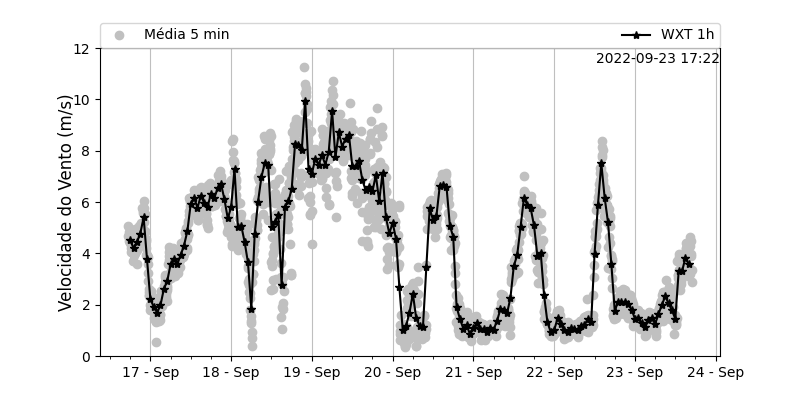 Média 5 min
WXT 1h
2022-09-23 17:22
Velocidade do Vento (m/s)
12
10
8
6
4
2
0
17 - Sep
18 - Sep
19 - Sep
20 - Sep
21 - Sep
22 - Sep
23 - Sep
24 - Sep